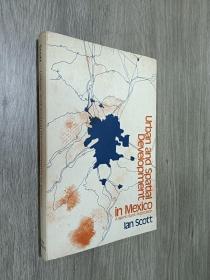 Urban and Spatial
Development
in Mexico
Ian Scott